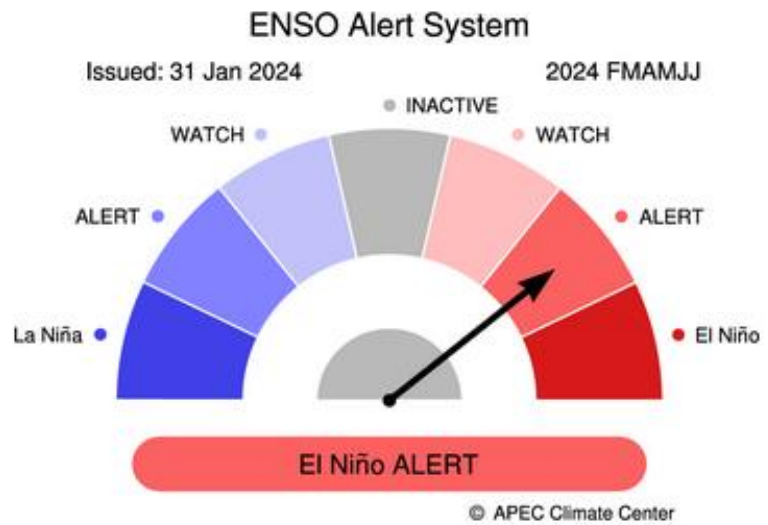 ENSO Alert System
Issued: 31 Jan 2024
2024 FMAMJJ
INACTIVE
WATCH
WATCH
ALERT
ALERT
La Niña
El Niño
El Niño ALERT
© APEC Climate Center